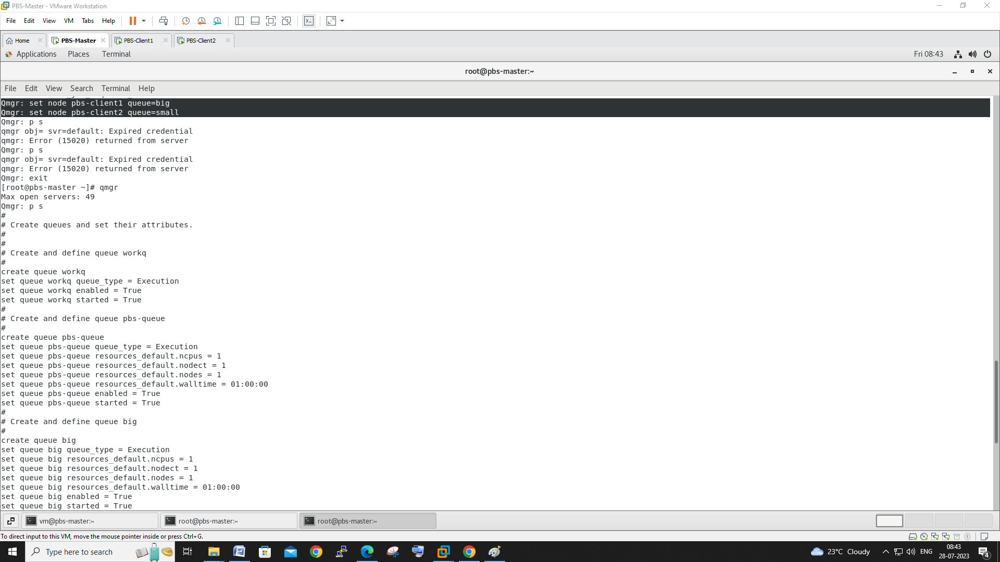 PBS-Master - VMware Workstation
File Edit View VM Tabs Help
Home PBS-Master PBS-Client1 PBS-Client2
Applications Places Terminal Fri 08:43
root@pbs-master:~
File Edit View Search Terminal Help
Qmgr: set node pbs-client1 queue=big
Qmgr: set node pbs-client2 queue=small
Qmgr: p s
qmgr obj= svr=default: Expired credential
qmgr: Error (15020) returned from server
Qmgr: p s
qmgr obj= svr=default: Expired credential
qmgr: Error (15020) returned from server
Qmgr: exit
[root@pbs-master ~]# qmgr
Max open servers: 49
Qmgr: p s
#
# Create queues and set their attributes.
#
#
# Create and define queue workq
#
create queue workq
set queue workq queue_type = Execution
set queue workq enabled = True
set queue workq started = True
#
# Create and define queue pbs-queue
#
create queue pbs-queue
set queue pbs-queue queue_type = Execution
set queue pbs-queue resources_default.ncpus = 1
set queue pbs-queue resources_default.nodect = 1
set queue pbs-queue resources_default.nodes = 1
set queue pbs-queue resources_default.walltime = 01:00:00
set queue pbs-queue enabled = True
set queue pbs-queue started = True
#
# Create and define queue big
#
create queue big
set queue big queue_type = Execution
set queue big resources_default.ncpus = 1
set queue big resources_default.nodect = 1
set queue big resources_default.nodes = 1
set queue big resources_default.walltime = 01:00:00
set queue big enabled = True
set queue big started = True
vm@pbs-master:~ root@pbs-master:~ root@pbs-master:~
To direct input to this VM, move the mouse pointer inside or press Ctrl+G.
Type here to search 23°C Cloudy ENG 08:43
28-07-2023 4